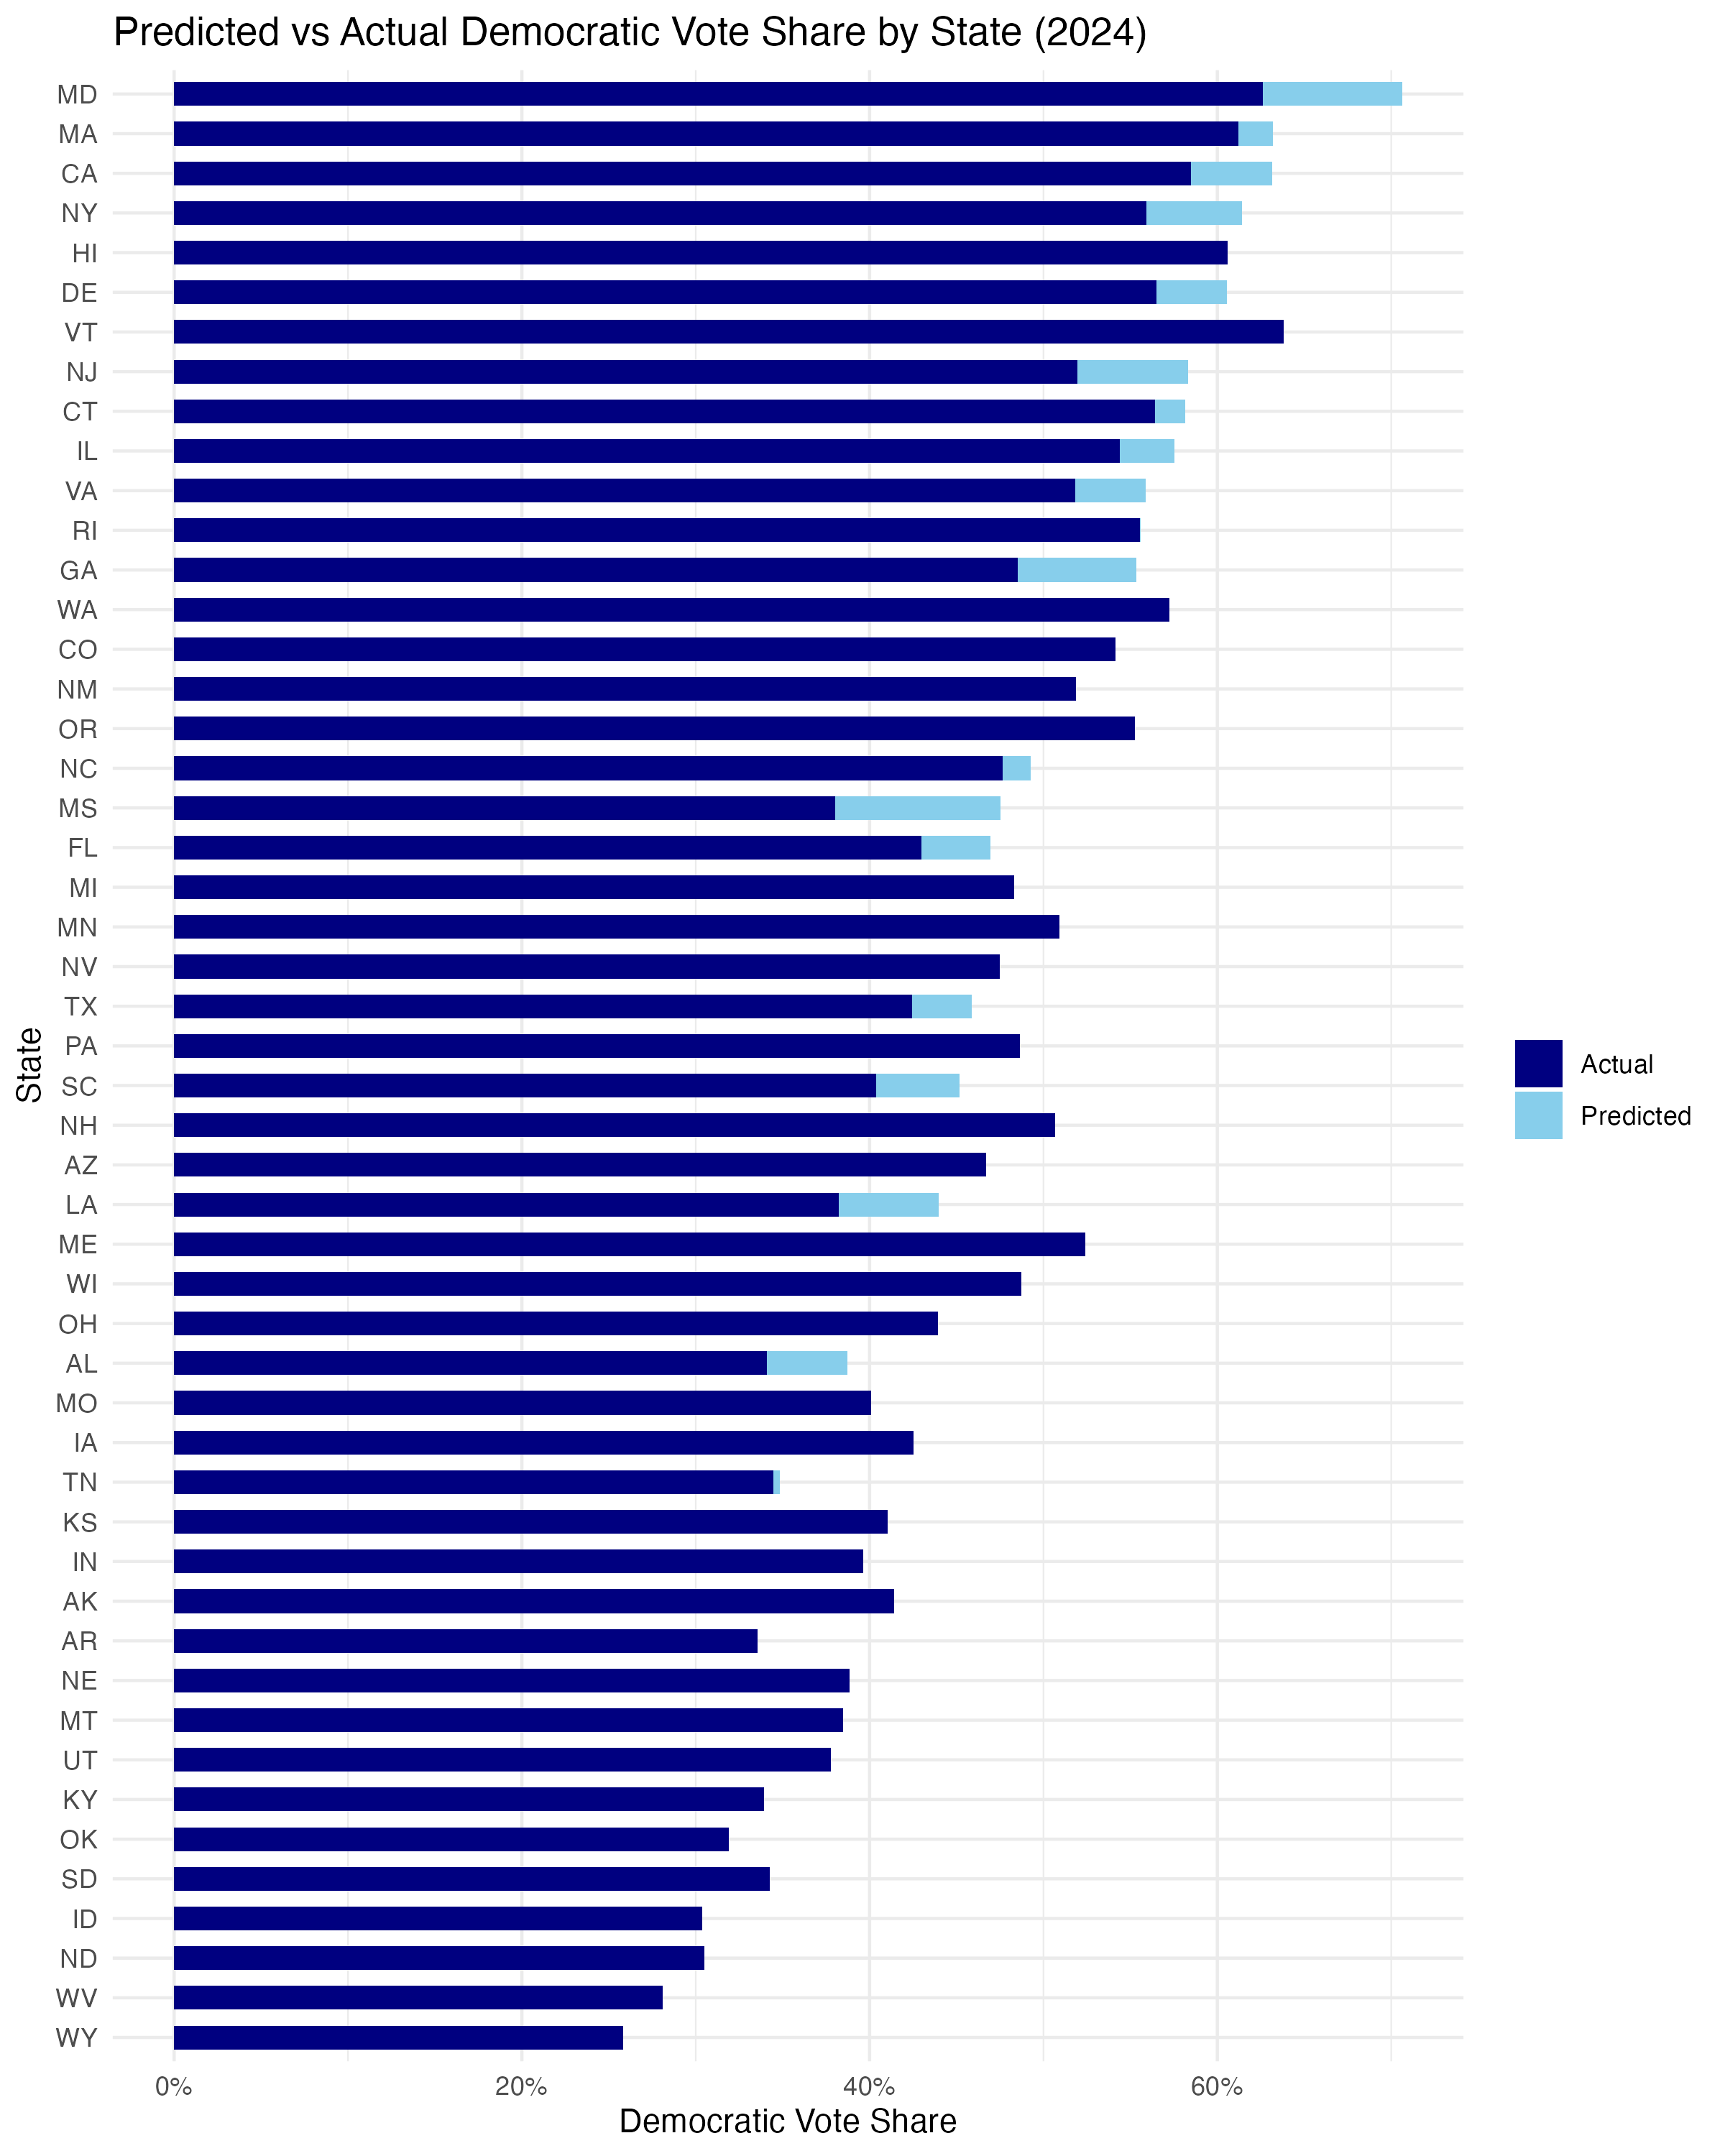 Predicted vs Actual Democratic Vote Share by State (2024)
MD
MA
CA
NY
HI
DE
VT
NJ
CT
IL
VA
RI
GA
WA
CO
NM
OR
NC
MS
FL
MI
MN
NV
TX
PA
SC
NH
AZ
LA
ME
WI
OH
AL
MO
IA
TN
KS
IN
AK
AR
NE
MT
UT
KY
OK
SD
ID
ND
WV
WY
State
0% 20% 40% 60%
Democratic Vote Share
Actual
Predicted